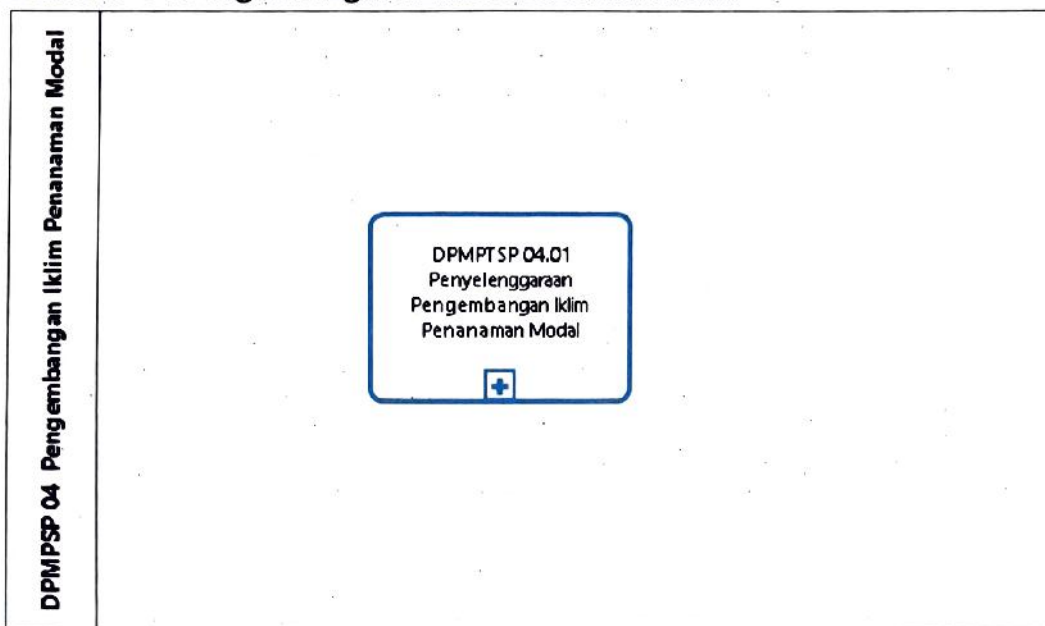 DPMPSP 04 Pengembangan Iklim Penanaman Modal
DPMPTSP 04.01
Penyelenggaraan
Pengembangan Iklim
Penanaman Modal